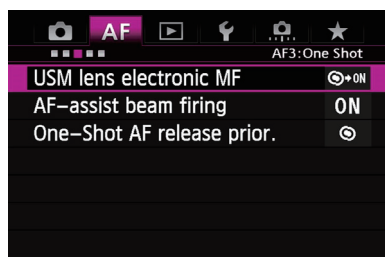 AF
AF3:One Shot
USM lens electronic MF ON
AF-assist beam firing ON
One-Shot AF release prior.